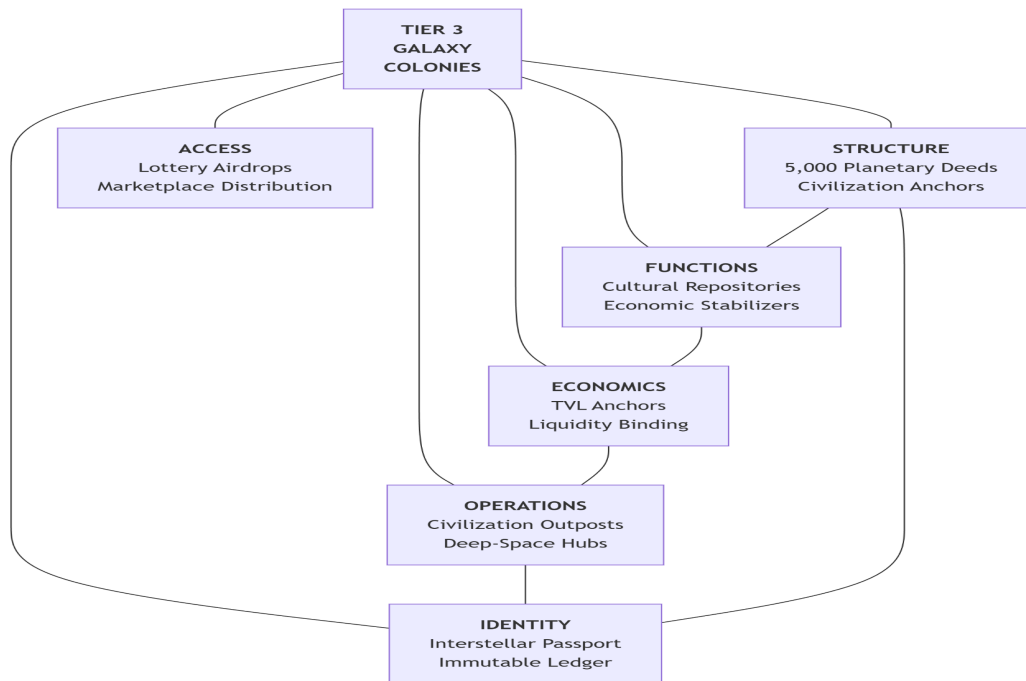 TIER 3
GALAXY
COLONIES
ACCESS
Lottery Airdrops
Marketplace Distribution
STRUCTURE
5,000 Planetary Deeds
Civilization Anchors
FUNCTIONS
Cultural Repositories
Economic Stabilizers
ECONOMICS
TVL Anchors
Liquidity Binding
OPERATIONS
Civilization Outposts
Deep-Space Hubs
IDENTITY
Interstellar Passport
Immutable Ledger